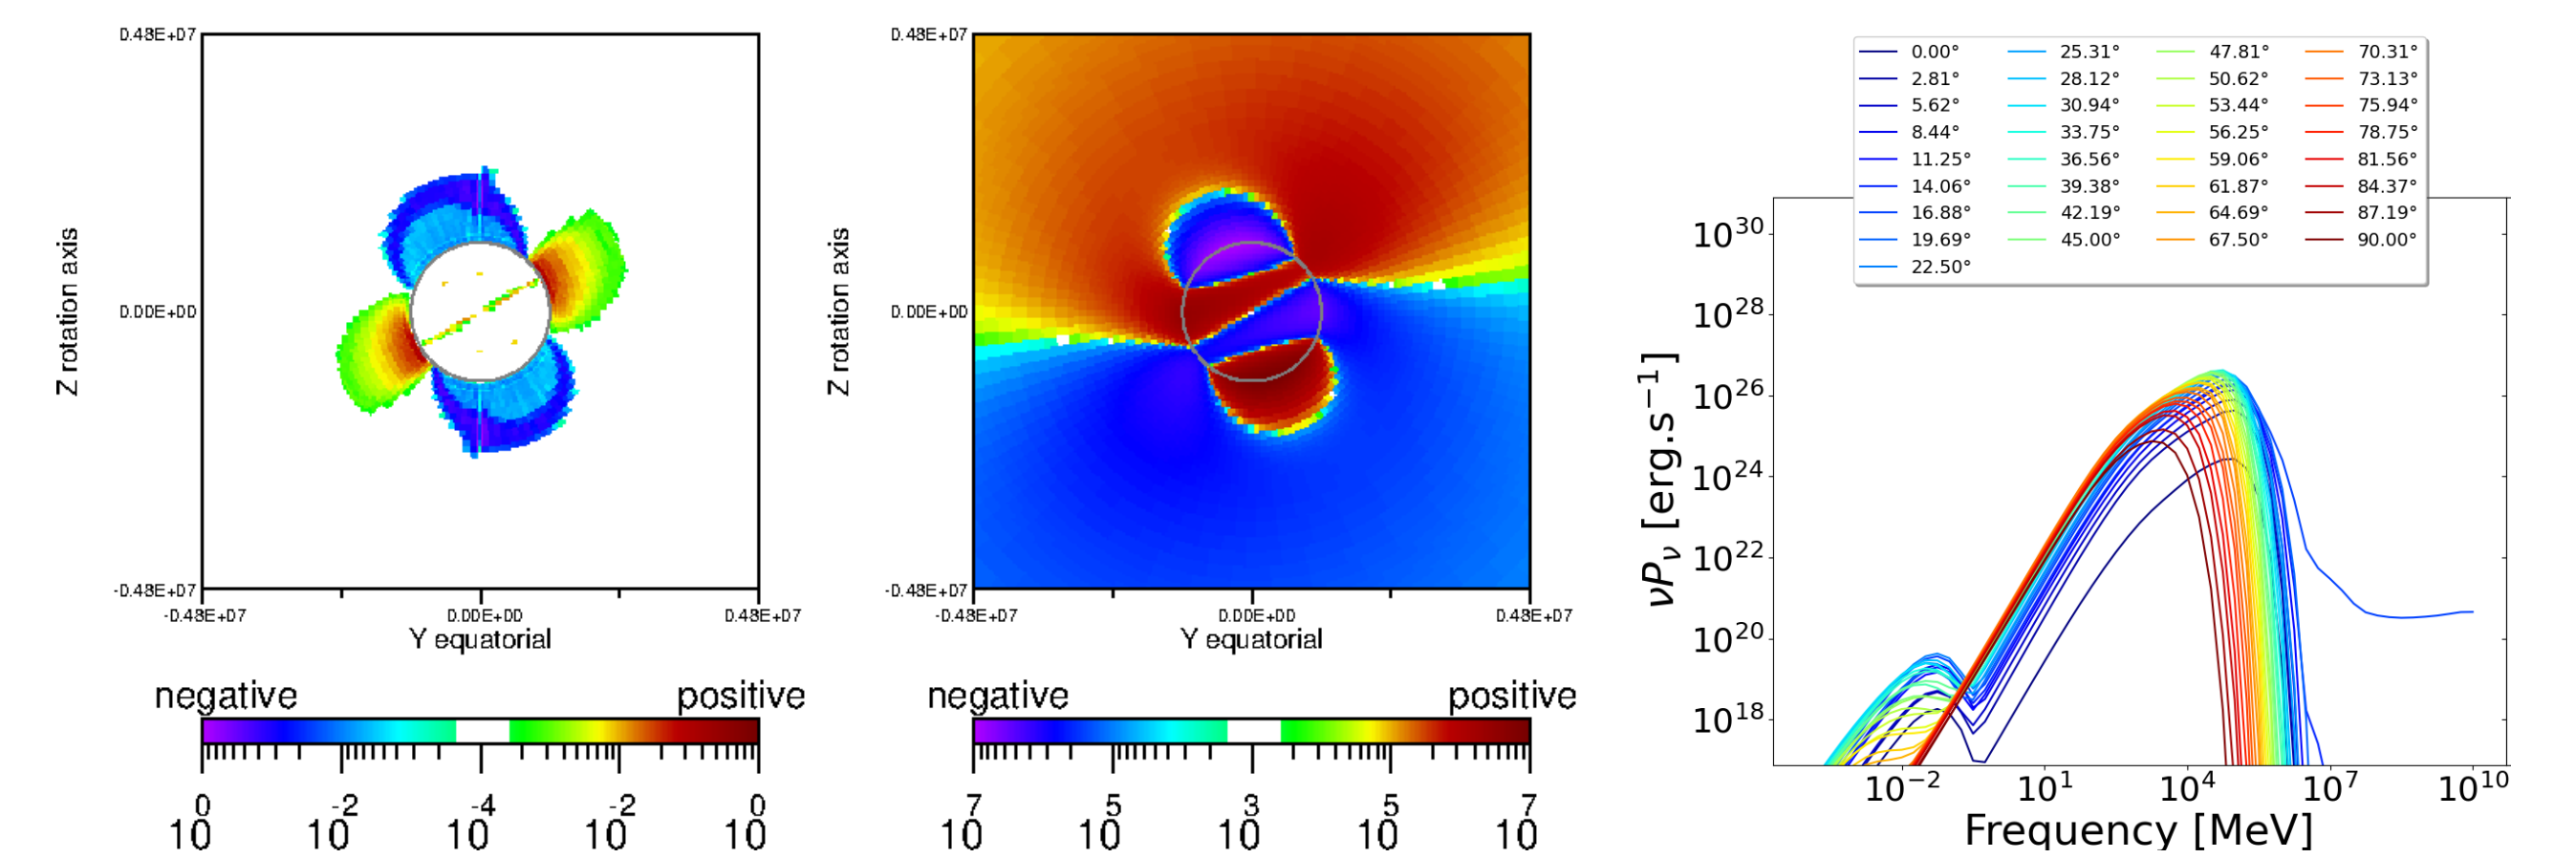 0.48E+07
0.00E+00
-0.48E+07
-0.48E+07 0.00E+00 0.48E+07
Z rotation axis
Y equatorial
negative positive
10^0 10^-2 10^-4 10^-2 10^0
0.48E+07
0.00E+00
-0.48E+07
-0.48E+07 0.00E+00 0.48E+07
Z rotation axis
Y equatorial
negative positive
10^7 10^5 10^3 10^5 10^7
0.00° 25.31° 47.81° 70.31°
2.81° 28.12° 50.62° 73.13°
5.62° 30.94° 53.44° 75.94°
8.44° 33.75° 56.25° 78.75°
11.25° 36.56° 59.06° 81.56°
14.06° 39.38° 61.87° 84.37°
16.88° 42.19° 64.69° 87.19°
19.69° 45.00° 67.50° 90.00°
22.50°
10^30
10^28
10^26
10^24
10^22
10^20
10^18
νPν [erg.s^-1]
10^-2 10^1 10^4 10^7 10^10
Frequency [MeV]